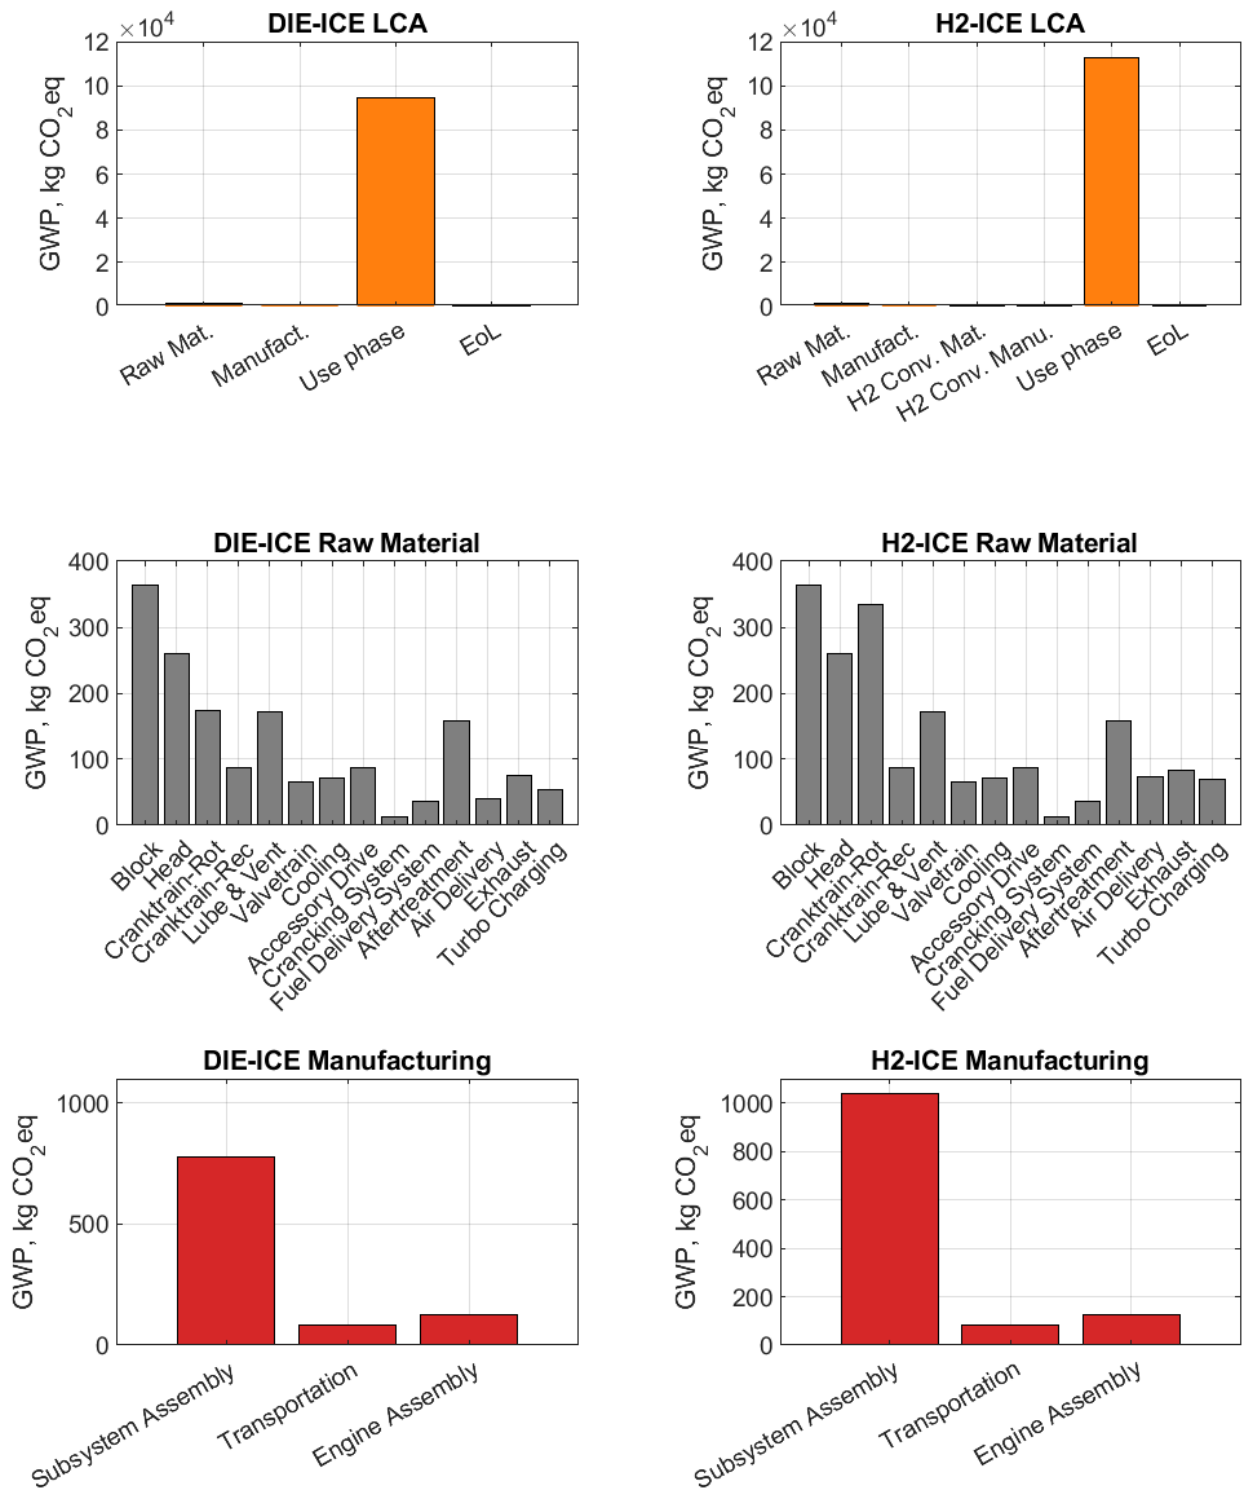 DIE-ICE LCA
×10⁴
GWP, kg CO₂eq
12
10
8
6
4
2
0
Raw Mat.
Manufact.
Use phase
EoL
H2-ICE LCA
×10⁴
GWP, kg CO₂eq
12
10
8
6
4
2
0
Raw Mat.
Manufact.
H2 Conv. Mat.
H2 Conv. Manu.
Use phase
EoL
DIE-ICE Raw Material
GWP, kg CO₂eq
400
300
200
100
0
Block
Head
Cranktrain-Rot
Cranktrain-Rec
Lube & Vent
Valvetrain
Cooling
Accessory Drive
Crancking System
Fuel Delivery System
Aftertreatment
Air Delivery
Exhaust
Turbo Charging
H2-ICE Raw Material
GWP, kg CO₂eq
400
300
200
100
0
Block
Head
Cranktrain-Rot
Cranktrain-Rec
Lube & Vent
Valvetrain
Cooling
Accessory Drive
Crancking System
Fuel Delivery System
Aftertreatment
Air Delivery
Exhaust
Turbo Charging
DIE-ICE Manufacturing
GWP, kg CO₂eq
1000
500
0
Subsystem Assembly
Transportation
Engine Assembly
H2-ICE Manufacturing
GWP, kg CO₂eq
1000
800
600
400
200
0
Subsystem Assembly
Transportation
Engine Assembly